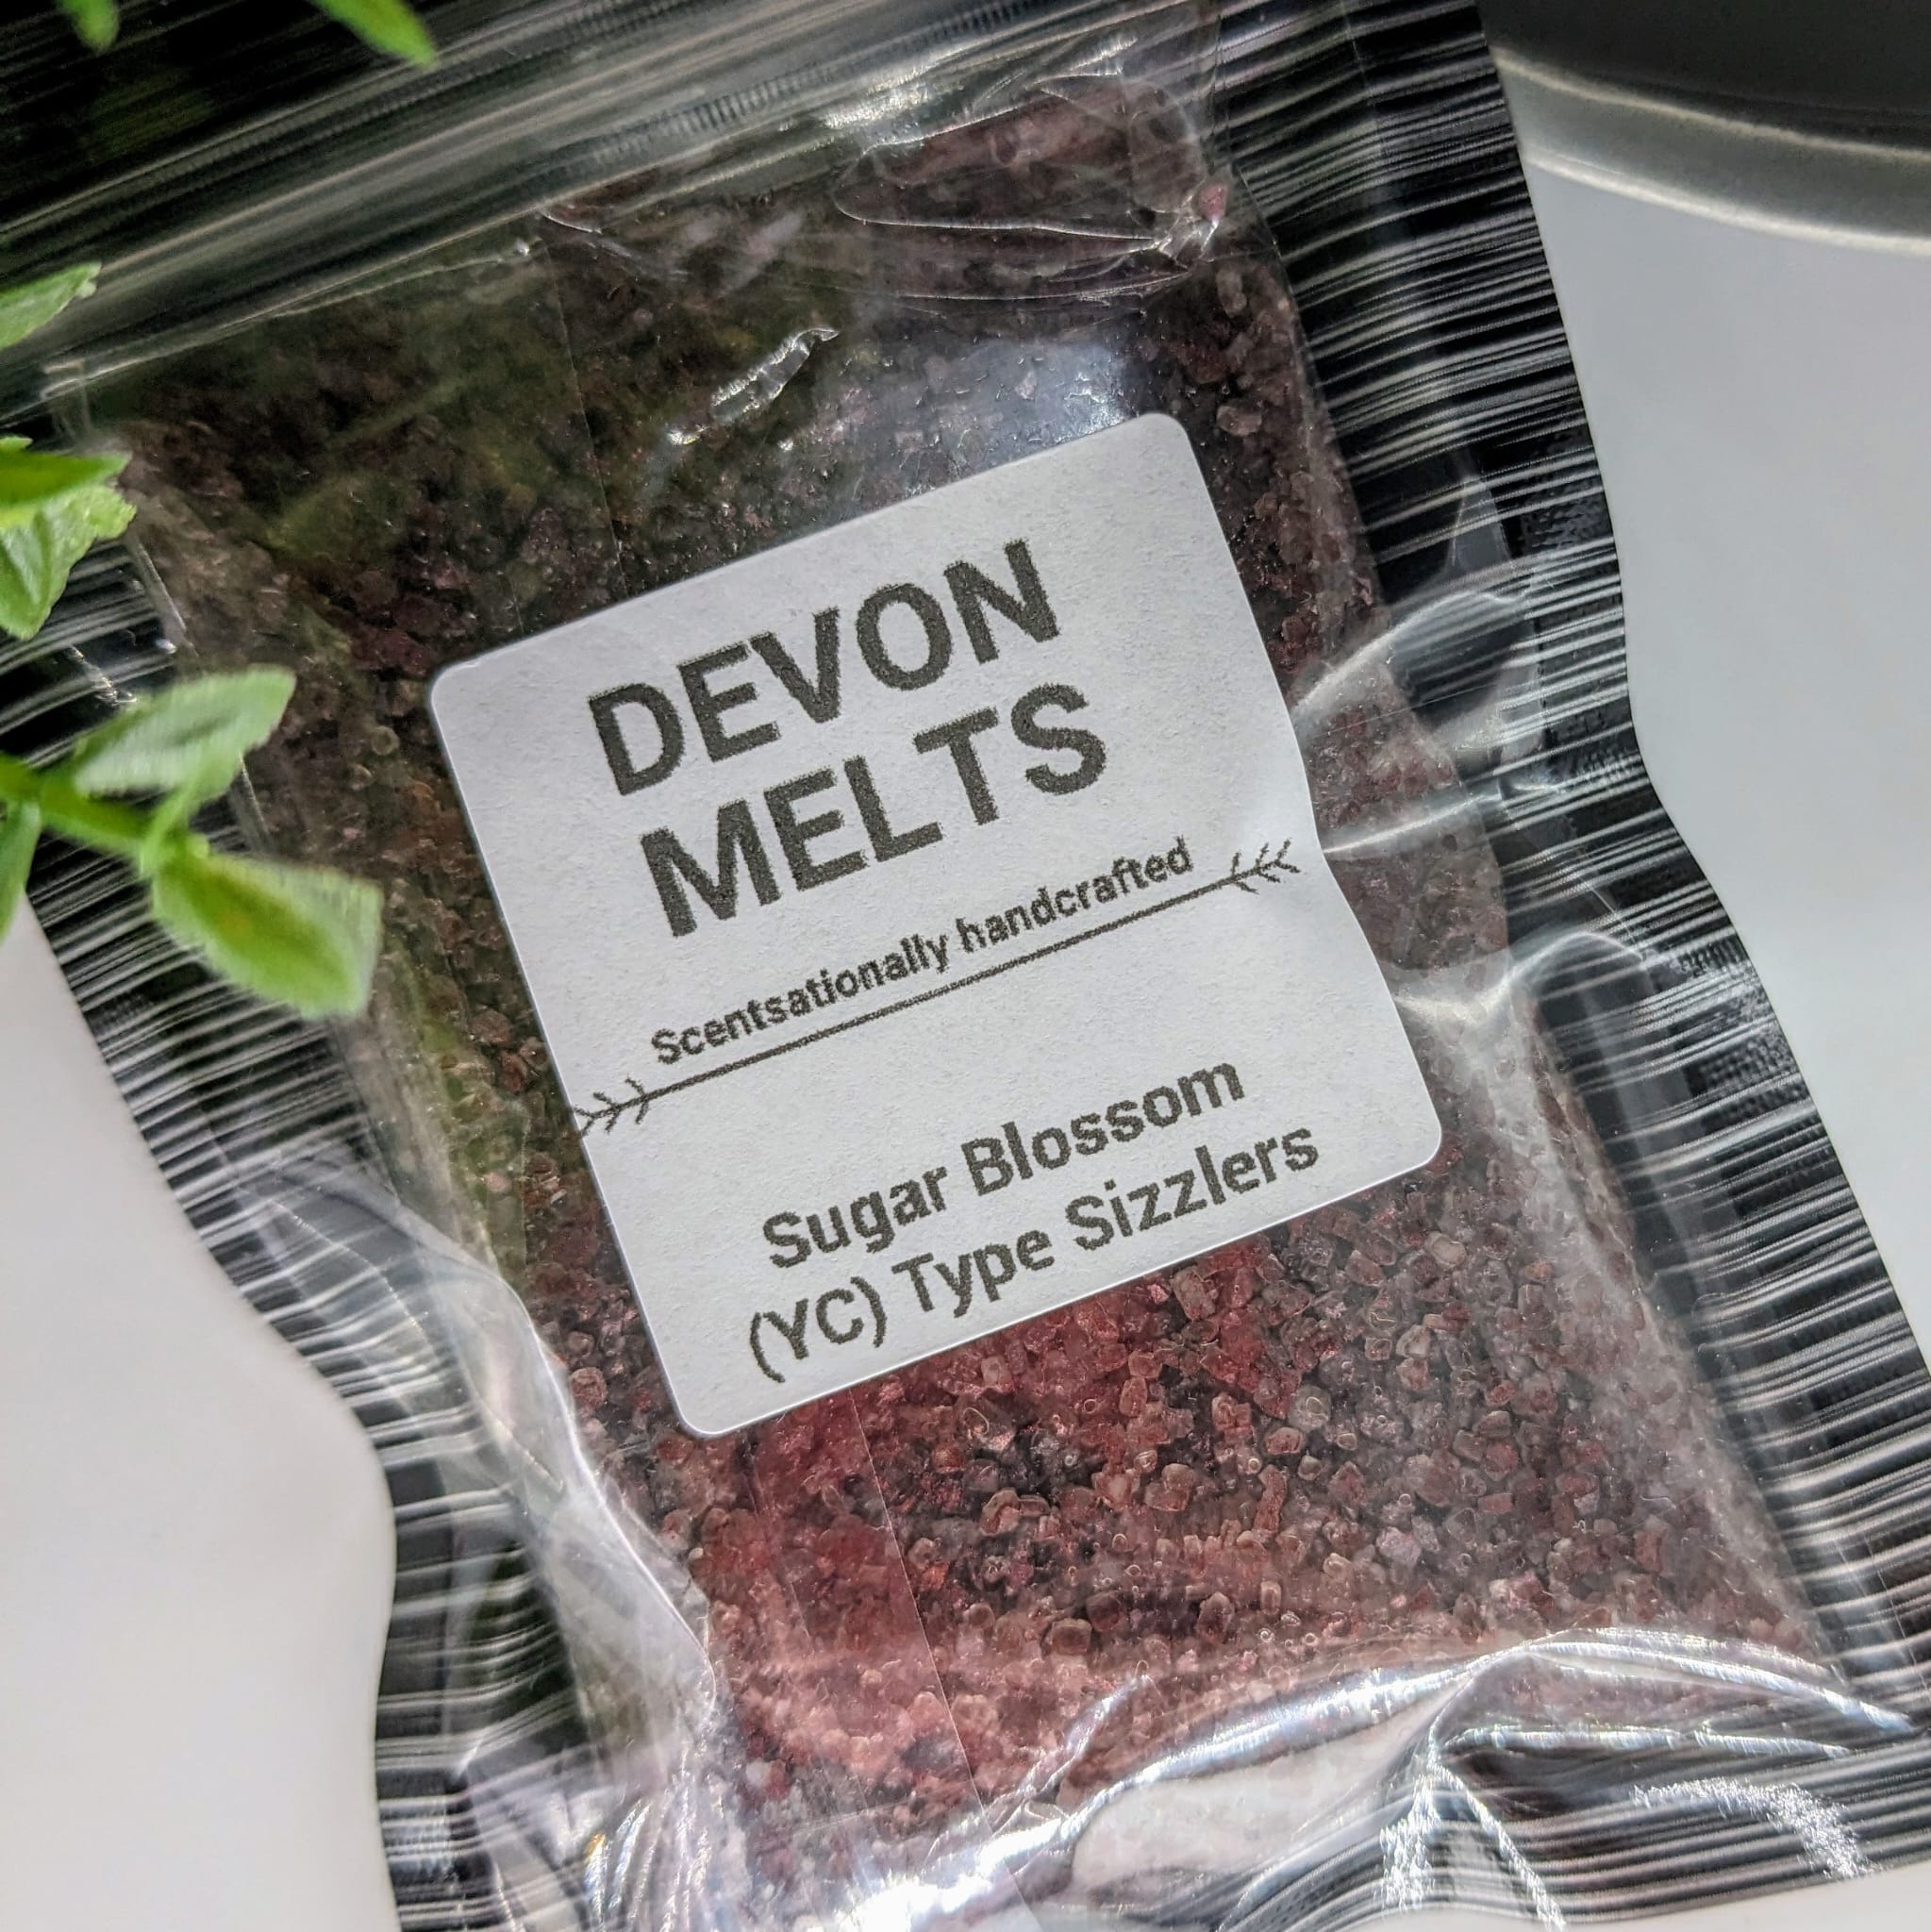 DEVON
MELTS
Scentsationally handcrafted
Sugar Blossom
(YC) Type Sizzlers